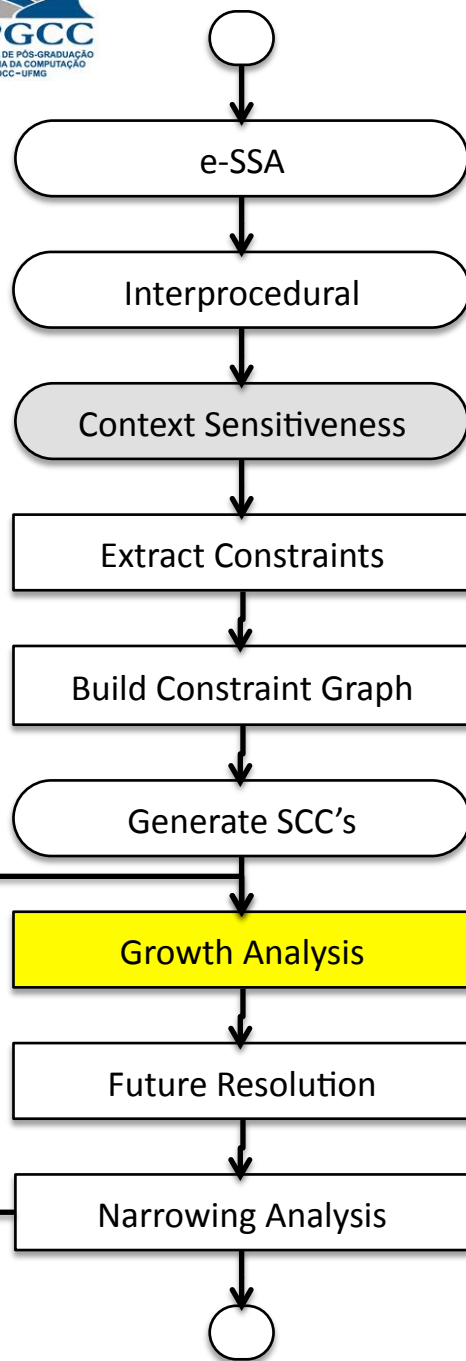 PGCC
DE PÓS-GRADUAÇÃO
IA DA COMPUTAÇÃO
DCC-UFMG
e-SSA
Interprocedural
Context Sensitiveness
Extract Constraints
Build Constraint Graph
Generate SCC's
Growth Analysis
Future Resolution
Narrowing Analysis